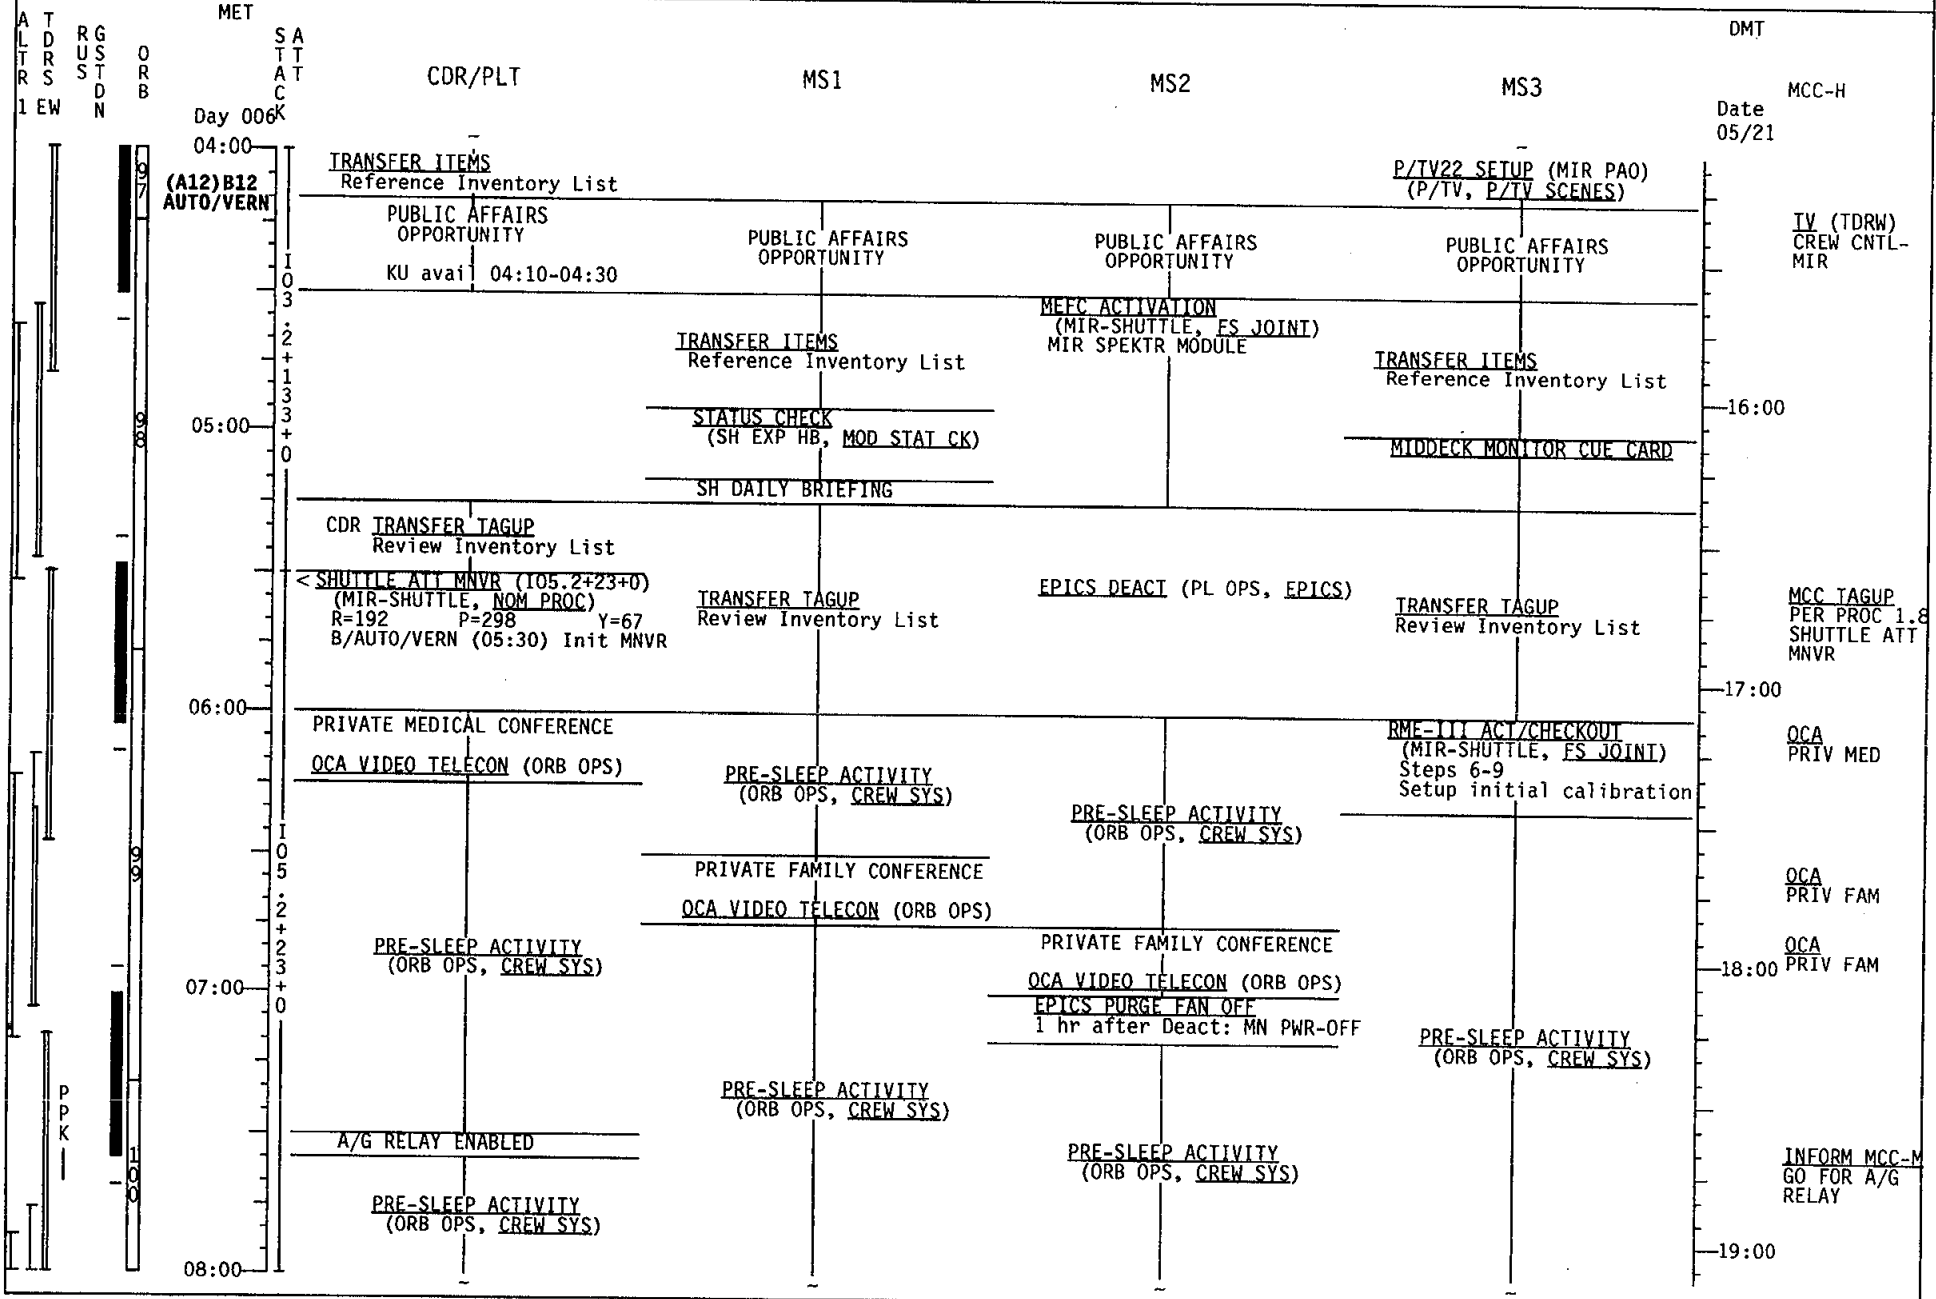 MET
DMT
ALTR 1
TDRS EW
RUS
GSTDN
ORB
STACK
ATT
CDR/PLT
MS1
MS2
MS3
MCC-H
Day 006
Date
05/21
04:00
(A12)B12
AUTO/VERN
97
I03.2+133+0
TRANSFER ITEMS
Reference Inventory List
PUBLIC AFFAIRS
OPPORTUNITY
KU avail 04:10-04:30
PUBLIC AFFAIRS
OPPORTUNITY
PUBLIC AFFAIRS
OPPORTUNITY
P/TV22 SETUP (MIR PAO)
(P/TV, P/TV SCENES)
PUBLIC AFFAIRS
OPPORTUNITY
TV (TDRW)
CREW CNTL-
MIR
TRANSFER ITEMS
Reference Inventory List
MEFC ACTIVATION
(MIR-SHUTTLE, FS JOINT)
MIR SPEKTR MODULE
TRANSFER ITEMS
Reference Inventory List
16:00
05:00
98
STATUS CHECK
(SH EXP HB, MOD STAT CK)
MIDDECK MONITOR CUE CARD
SH DAILY BRIEFING
CDR TRANSFER TAGUP
Review Inventory List
<SHUTTLE ATT MNVR (I05.2+23+0)
(MIR-SHUTTLE, NOM PROC)
R=192 P=298 Y=67
B/AUTO/VERN (05:30) Init MNVR
TRANSFER TAGUP
Review Inventory List
EPICS DEACT (PL OPS, EPICS)
TRANSFER TAGUP
Review Inventory List
MCC TAGUP
PER PROC 1.8
SHUTTLE ATT
MNVR
17:00
06:00
PRIVATE MEDICAL CONFERENCE
OCA VIDEO TELECON (ORB OPS)
PRE-SLEEP ACTIVITY
(ORB OPS, CREW SYS)
PRE-SLEEP ACTIVITY
(ORB OPS, CREW SYS)
RME-III ACT/CHECKOUT
(MIR-SHUTTLE, FS JOINT)
Steps 6-9
Setup initial calibration
OCA
PRIV MED
99
I05.2+23+0
PRIVATE FAMILY CONFERENCE
OCA VIDEO TELECON (ORB OPS)
OCA
PRIV FAM
PRE-SLEEP ACTIVITY
(ORB OPS, CREW SYS)
PRIVATE FAMILY CONFERENCE
OCA VIDEO TELECON (ORB OPS)
OCA
PRIV FAM
18:00
07:00
EPICS PURGE FAN OFF
1 hr after Deact: MN PWR-OFF
PRE-SLEEP ACTIVITY
(ORB OPS, CREW SYS)
PRE-SLEEP ACTIVITY
(ORB OPS, CREW SYS)
PPK
100
A/G RELAY ENABLED
PRE-SLEEP ACTIVITY
(ORB OPS, CREW SYS)
PRE-SLEEP ACTIVITY
(ORB OPS, CREW SYS)
INFORM MCC-M
GO FOR A/G
RELAY
19:00
08:00